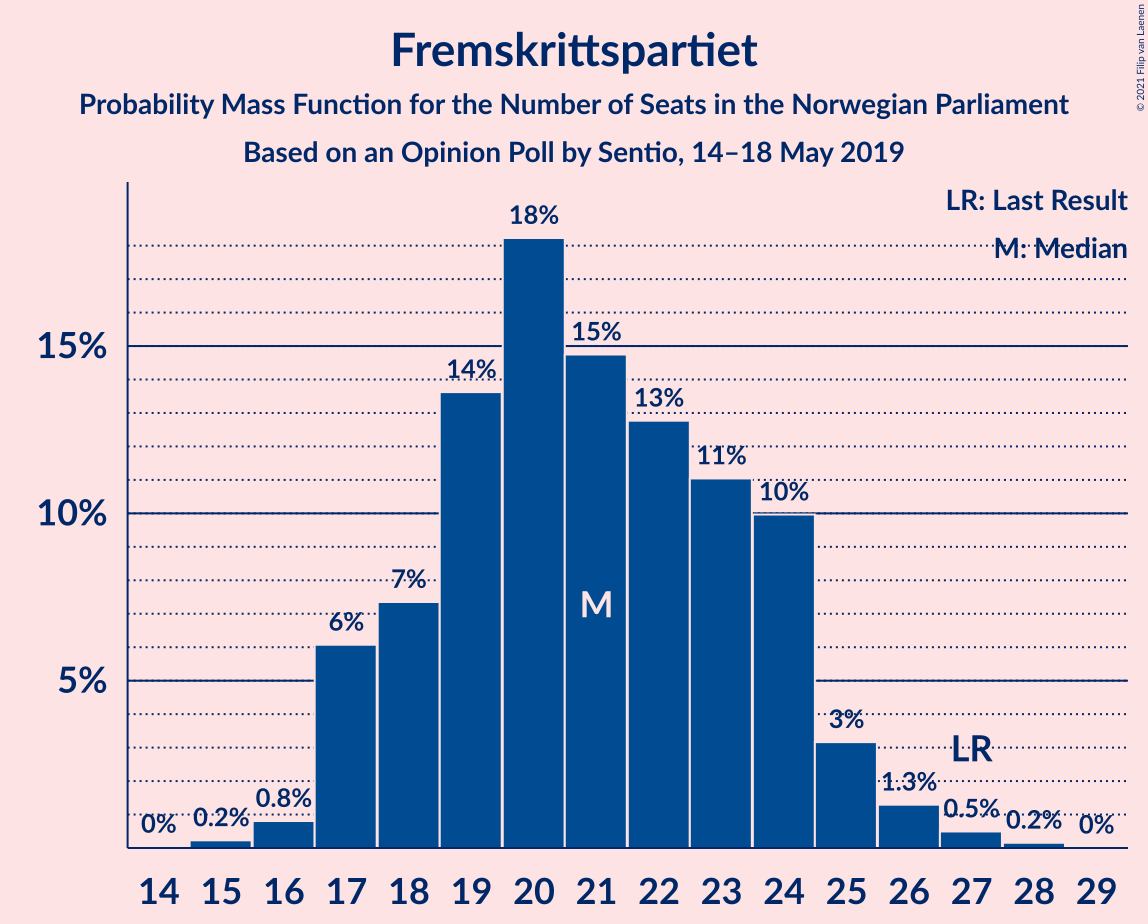 Fremskrittspartiet
Probability Mass Function for the Number of Seats in the Norwegian Parliament
Based on an Opinion Poll by Sentio, 14–18 May 2019
© 2021 Filip van Laenen
LR: Last Result
M: Median
18%
15%
15%
14%
13%
11%
10%
10%
7%
6%
M
5%
3%
LR
1.3%
0.8%
0.5%
0.2%
0.2%
0%
0%
14 15 16 17 18 19 20 21 22 23 24 25 26 27 28 29